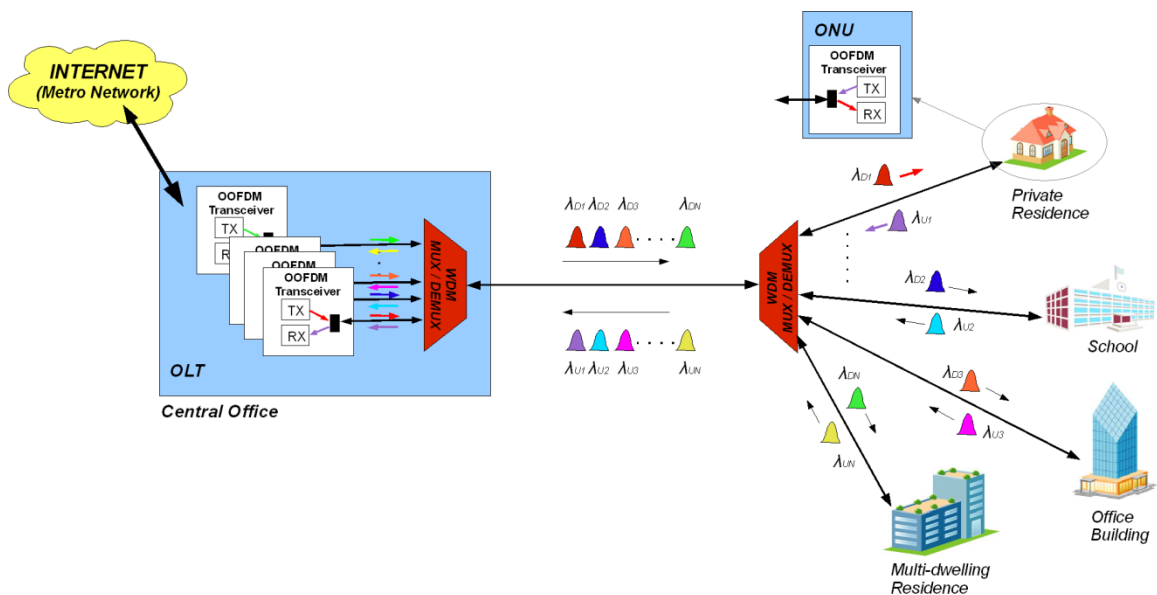 INTERNET
(Metro Network)
OOFDM
Transceiver
TX
R
OOFDM
OOFDM
Transceiver
TX
RX
WDM
MUX / DEMUX
OLT
Central Office
λD1 λD2 λD3 λDN
λU1 λU2 λU3 λUN
WDM
MUX / DEMUX
ONU
OOFDM
Transceiver
TX
RX
Private
Residence
λD1
λU1
λD2
λU2
School
λD3
λU3
Office
Building
λDN
λUN
Multi-dwelling
Residence